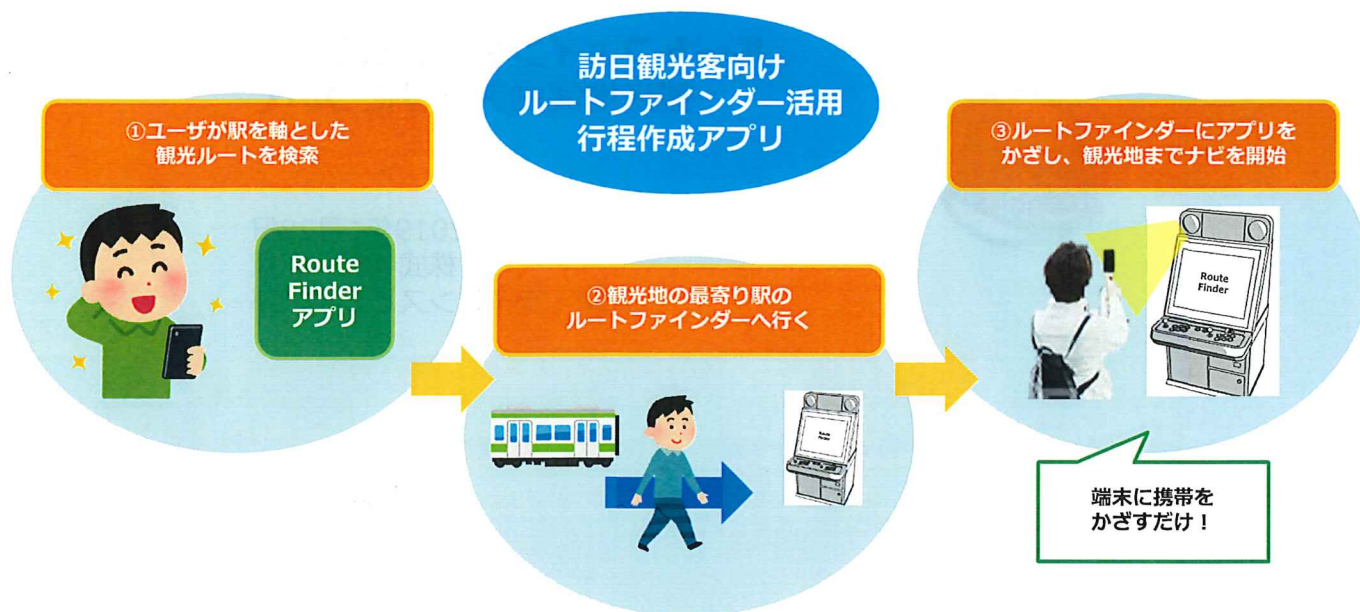 訪日観光客向け
ルートファインダー活用
行程作成アプリ
①ユーザが駅を軸とした
観光ルートを検索
Route
Finder
アプリ
②観光地の最寄り駅の
ルートファインダーへ行く
Route
Finder
③ルートファインダーにアプリを
かざし、観光地までナビを開始
Route
Finder
端末に携帯を
かざすだけ！